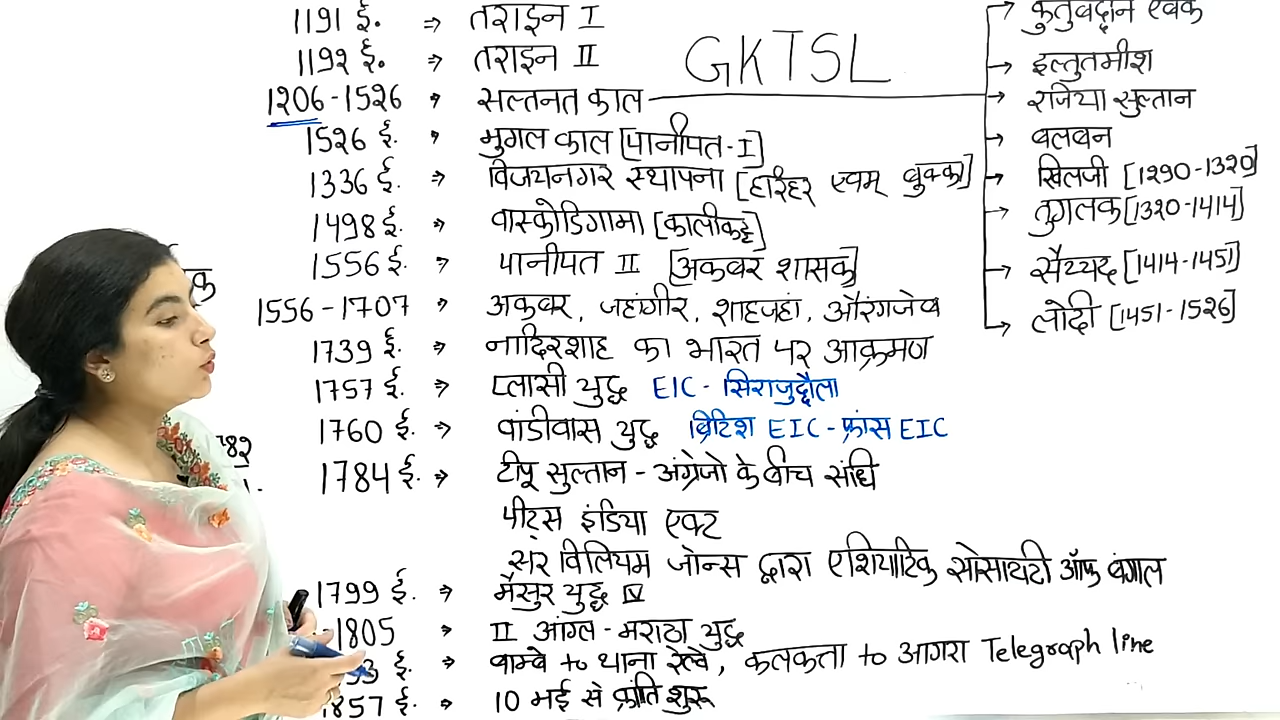 1191 ई. ⇒ तराइन I
1192 ई. ⇒ तराइन II
GKTSL
1206-1526 ⇒ सल्तनत काल
1526 ई. ⇒ मुगल काल [पानीपत-I]
1336 ई. ⇒ विजयनगर स्थापना [हरिहर एवम् बुक्का]
1498 ई. ⇒ वास्कोडिगामा [कालीकट]
1556 ई. ⇒ पानीपत II [अकबर शासक]
1556-1707 ⇒ अकबर, जहांगीर, शाहजहां, औरंगजेब
1739 ई. ⇒ नादिरशाह का भारत पर आक्रमण
1757 ई. ⇒ प्लासी युद्ध EIC - सिराजुद्दौला
1760 ई. ⇒ वांडीवास युद्ध ब्रिटिश EIC - फ्रांस EIC
1784 ई. ⇒ टीपू सुल्तान - अंग्रेजो के बीच संधि
पीट्स इंडिया एक्ट
सर विलियम जोन्स द्वारा एशियाटिक सोसायटी ऑफ बंगाल
1799 ई. ⇒ मैसुर युद्ध IV
-1805 ⇒ II आंग्ल-मराठा युद्ध
53 ई. ⇒ बाम्बे to थाना रेल्वे, कलकता to आगरा Telegraph line
1857 ई. ⇒ 10 मई से क्रांति शुरू
→ कुतुबद्दीन एबक
→ इल्तुतमीश
→ रजिया सुल्तान
→ बलबन
→ खिलजी [1290-1320]
→ तुगलक [1320-1414]
→ सैय्यद [1414-1451]
→ लोदी [1451-1526]
क
782